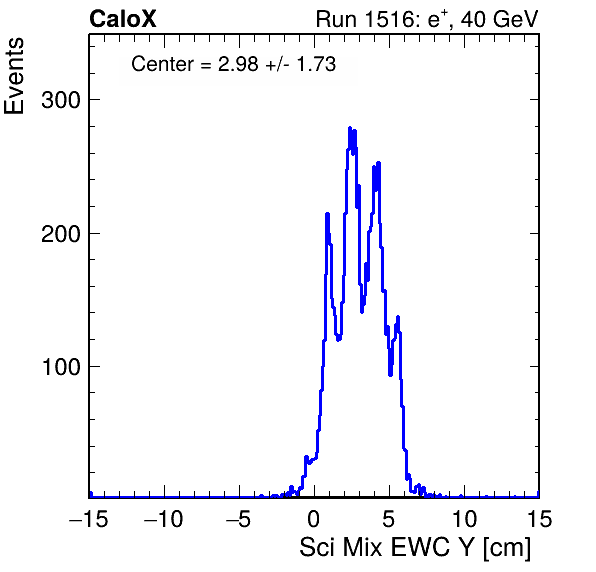 CaloX Run 1516: e⁺, 40 GeV
Center = 2.98 +/- 1.73
Events
300
200
100
−15 −10 −5 0 5 10 15
Sci Mix EWC Y [cm]